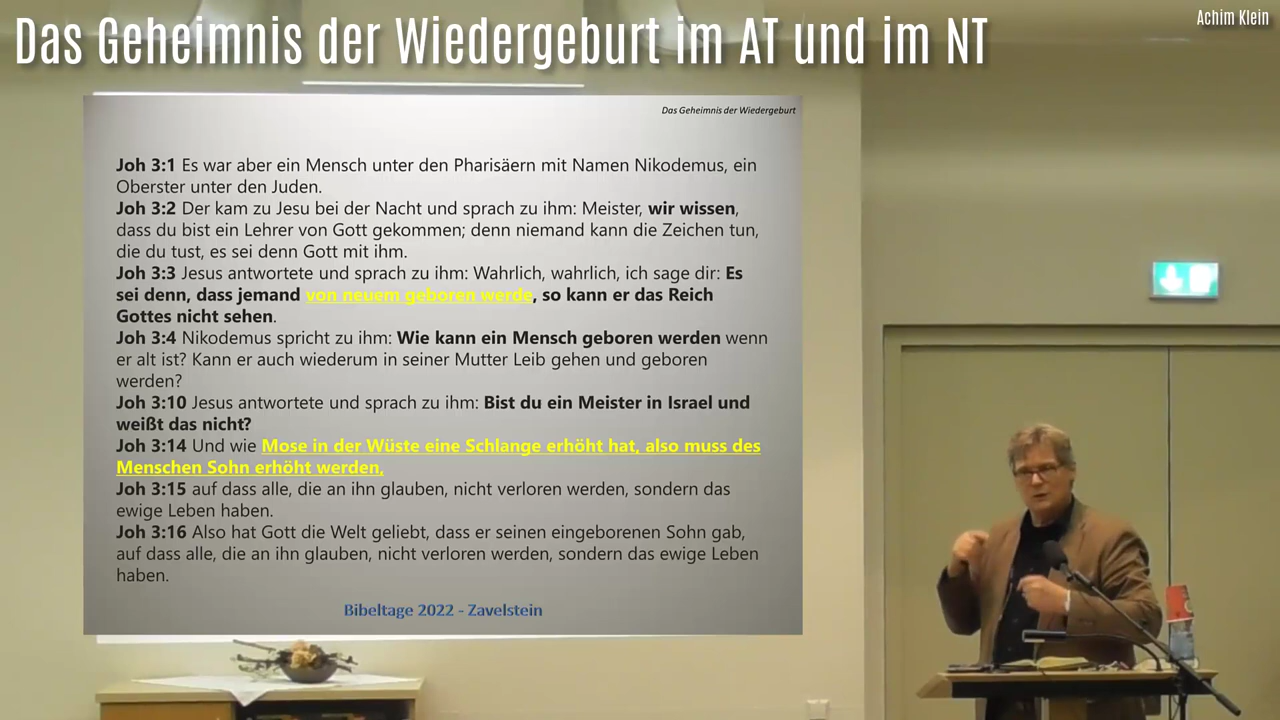 Das Geheimnis der Wiedergeburt im AT und im NT
Achim Klein
Das Geheimnis der Wiedergeburt
Joh 3:1 Es war aber ein Mensch unter den Pharisäern mit Namen Nikodemus, ein
Oberster unter den Juden.
Joh 3:2 Der kam zu Jesu bei der Nacht und sprach zu ihm: Meister, wir wissen,
dass du bist ein Lehrer von Gott gekommen; denn niemand kann die Zeichen tun,
die du tust, es sei denn Gott mit ihm.
Joh 3:3 Jesus antwortete und sprach zu ihm: Wahrlich, wahrlich, ich sage dir: Es
sei denn, dass jemand von neuem geboren werde, so kann er das Reich
Gottes nicht sehen.
Joh 3:4 Nikodemus spricht zu ihm: Wie kann ein Mensch geboren werden wenn
er alt ist? Kann er auch wiederum in seiner Mutter Leib gehen und geboren
werden?
Joh 3:10 Jesus antwortete und sprach zu ihm: Bist du ein Meister in Israel und
weißt das nicht?
Joh 3:14 Und wie Mose in der Wüste eine Schlange erhöht hat, also muss des
Menschen Sohn erhöht werden,
Joh 3:15 auf dass alle, die an ihn glauben, nicht verloren werden, sondern das
ewige Leben haben.
Joh 3:16 Also hat Gott die Welt geliebt, dass er seinen eingeborenen Sohn gab,
auf dass alle, die an ihn glauben, nicht verloren werden, sondern das ewige Leben
haben.
Bibeltage 2022 - Zavelstein